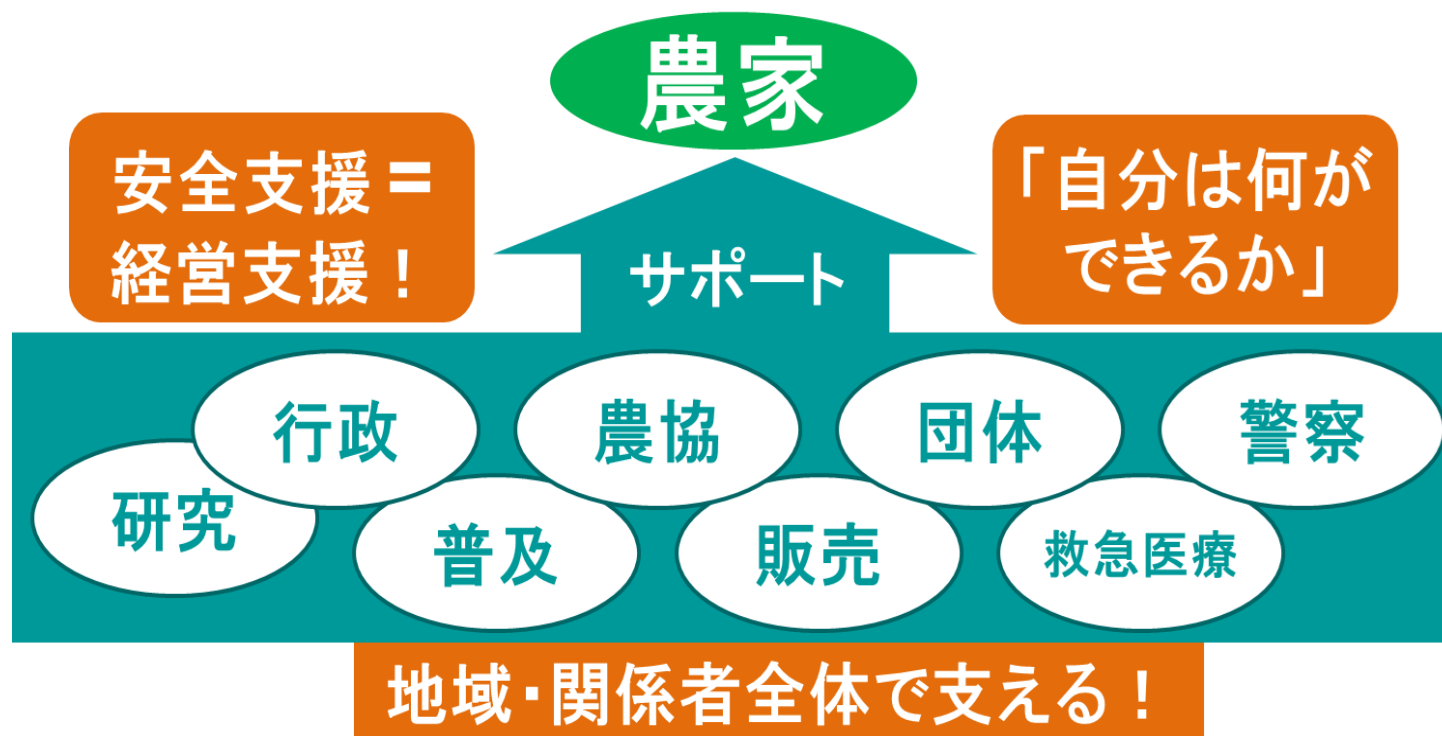 農家
安全支援＝
経営支援！
「自分は何が
できるか」
サポート
行政
農協
団体
警察
研究
普及
販売
救急医療
地域・関係者全体で支える！